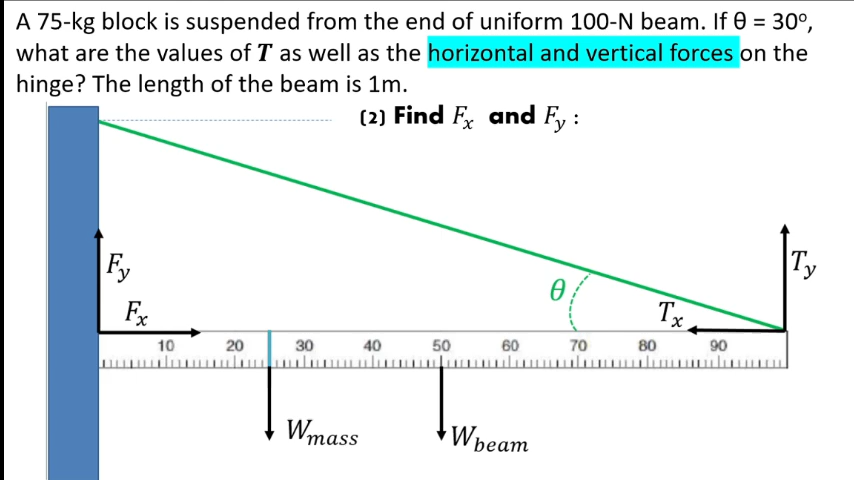 A 75-kg block is suspended from the end of uniform 100-N beam. If θ = 30º,
what are the values of T as well as the horizontal and vertical forces on the
hinge? The length of the beam is 1m.
(2) Find Fx and Fy :
Fy
Ty
θ
Fx
Tx
10 20 30 40 50 60 70 80 90
Wmass
Wbeam